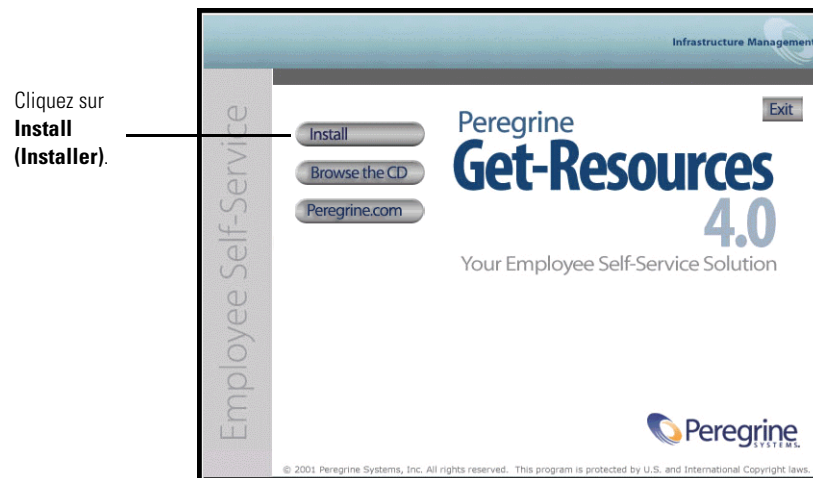 Cliquez sur
Install
(Installer).
Infrastructure Management
Employee Self-Service
Exit
Install
Browse the CD
Peregrine.com
Peregrine
Get-Resources
4.0
Your Employee Self-Service Solution
Peregrine
SYSTEMS.
© 2001 Peregrine Systems, Inc. All rights reserved. This program is protected by U.S. and International Copyright laws.